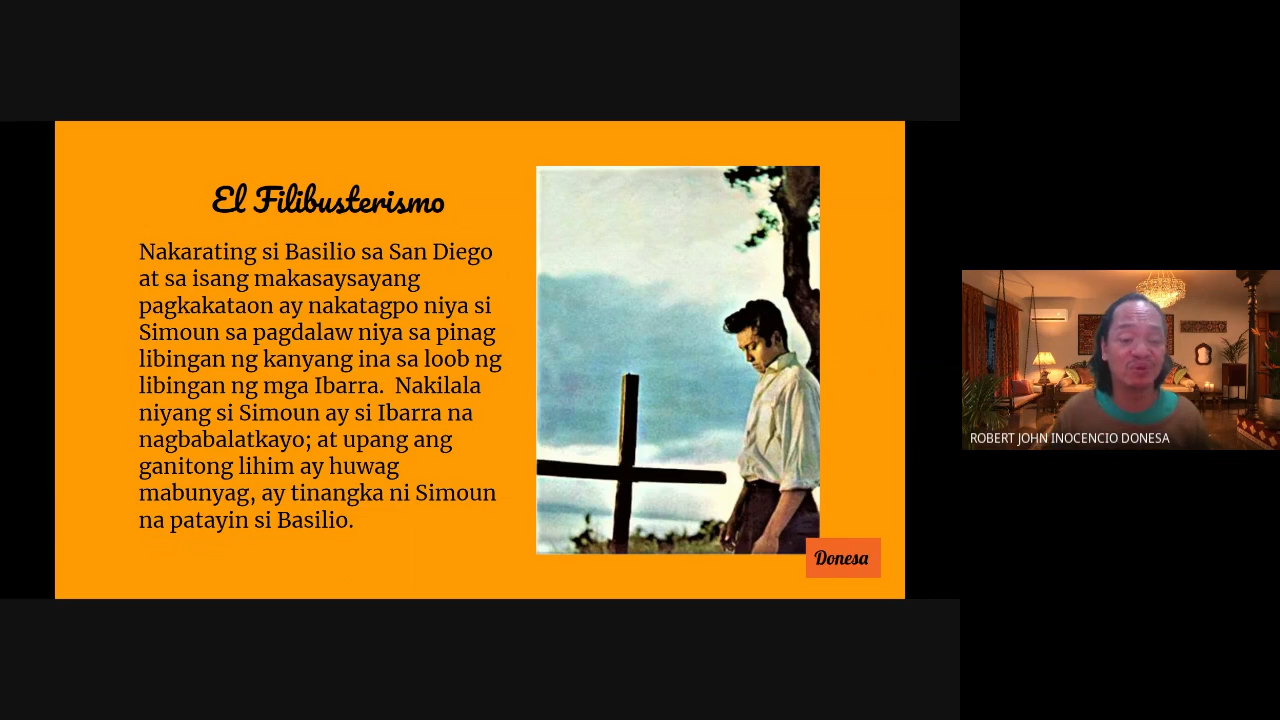 El Filibusterismo
Nakarating si Basilio sa San Diego
at sa isang makasaysayang
pagkakataon ay nakatagpo niya si
Simoun sa pagdalaw niya sa pinag
libingan ng kanyang ina sa loob ng
libingan ng mga Ibarra.  Nakilala
niyang si Simoun ay si Ibarra na
nagbabalatkayo; at upang ang
ganitong lihim ay huwag
mabunyag, ay tinangka ni Simoun
na patayin si Basilio.
Donesa
ROBERT JOHN INOCENCIO DONESA